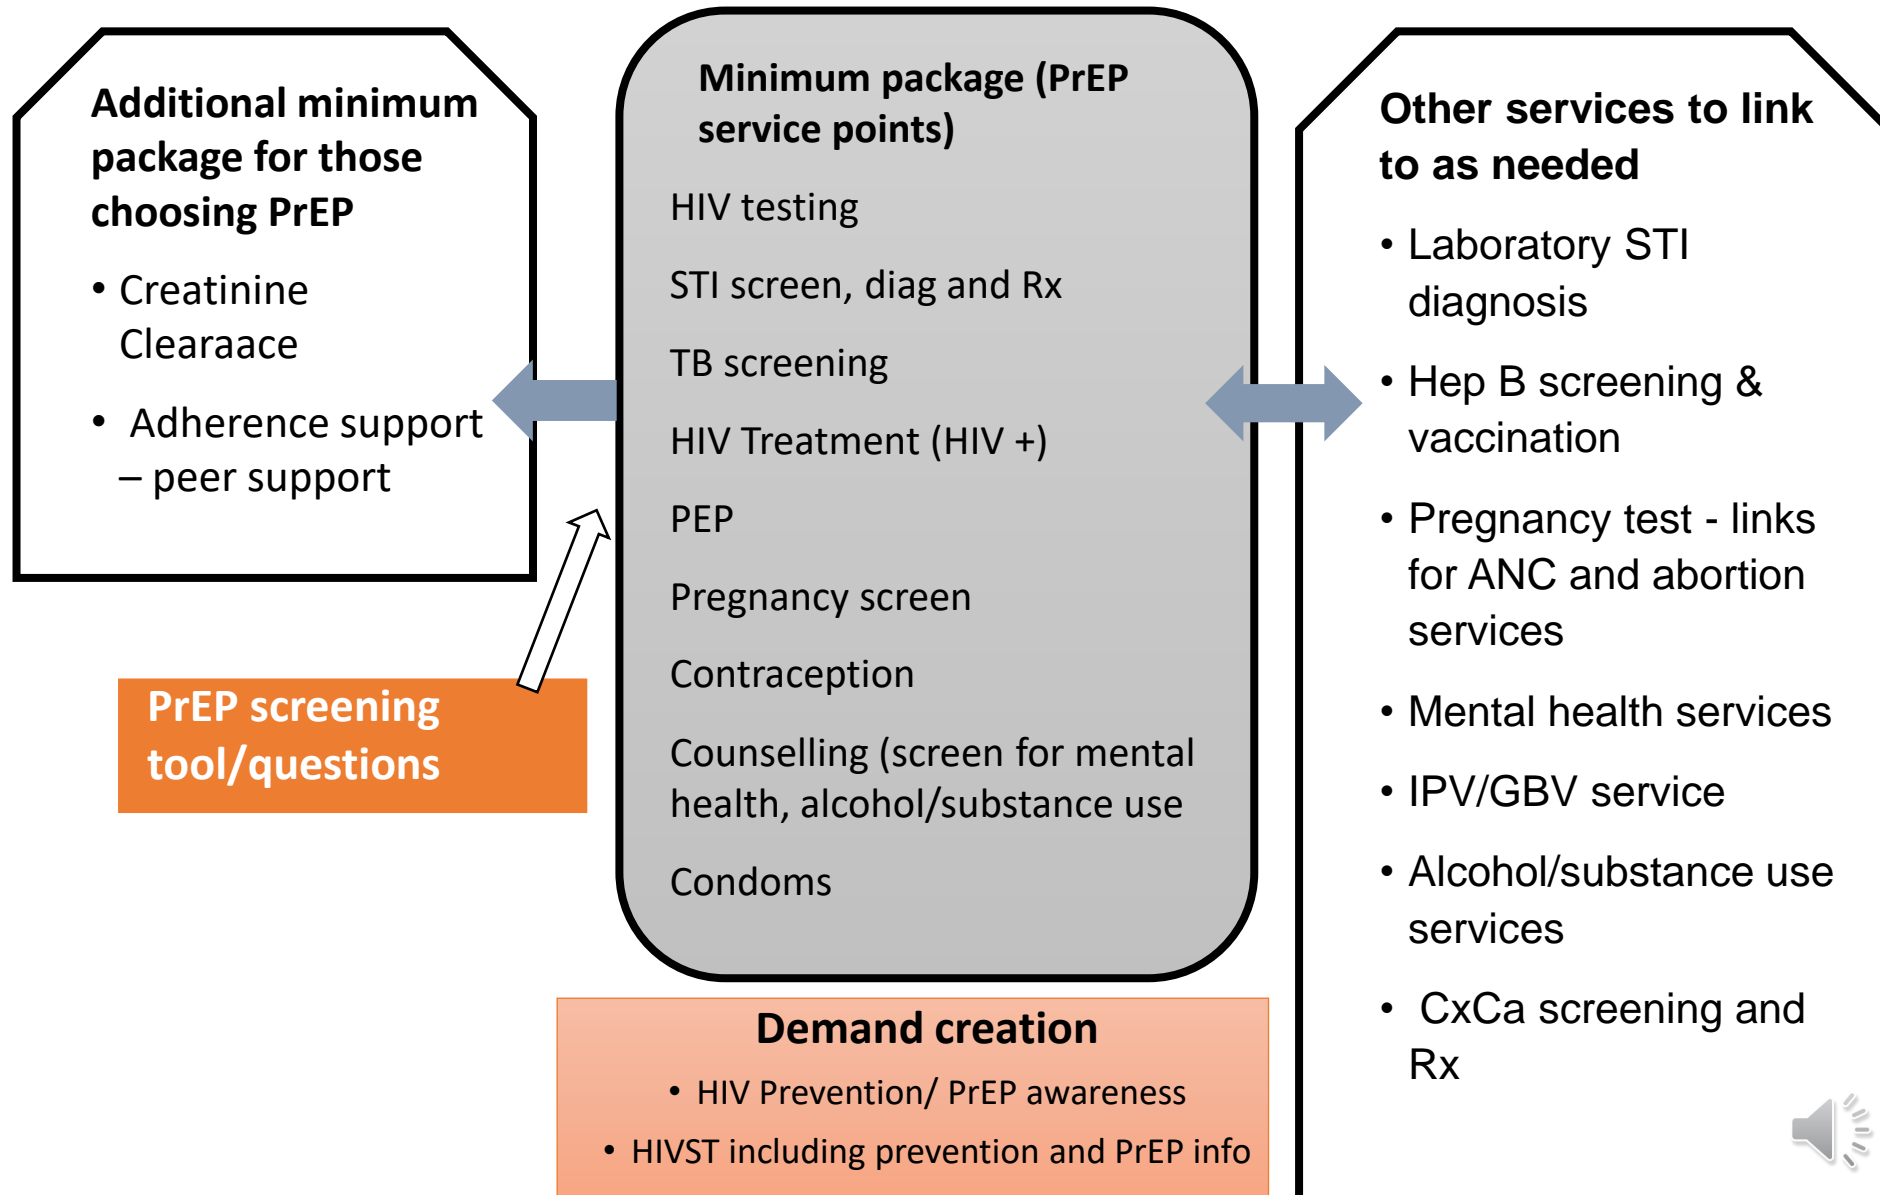 Additional minimum
package for those
choosing PrEP
• Creatinine
Clearaace
• Adherence support
– peer support
PrEP screening
tool/questions
Minimum package (PrEP
service points)
HIV testing
STI screen, diag and Rx
TB screening
HIV Treatment (HIV +)
PEP
Pregnancy screen
Contraception
Counselling (screen for mental
health, alcohol/substance use
Condoms
Demand creation
• HIV Prevention/ PrEP awareness
• HIVST including prevention and PrEP info
Other services to link
to as needed
• Laboratory STI
diagnosis
• Hep B screening &
vaccination
• Pregnancy test - links
for ANC and abortion
services
• Mental health services
• IPV/GBV service
• Alcohol/substance use
services
• CxCa screening and
Rx